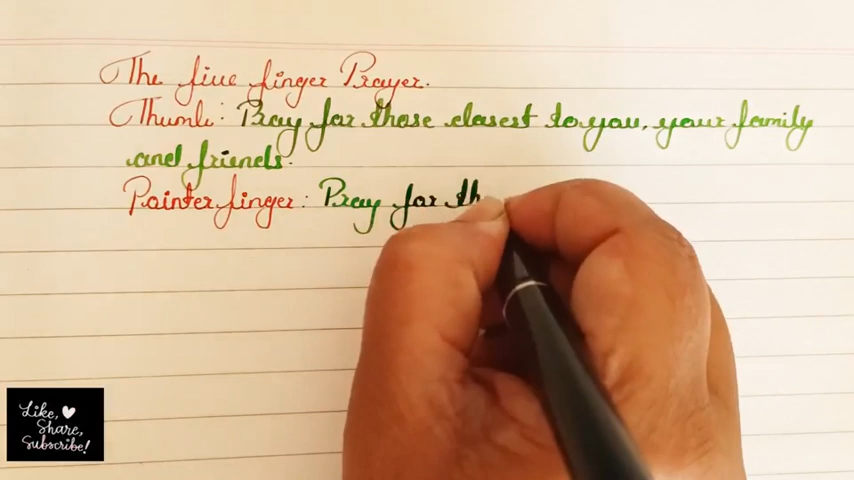 The five finger Prayer.
Thumb: Pray for those closest to you, your family
and friends.
Pointer finger: Pray for th
Like,
Share,
Subscribe!